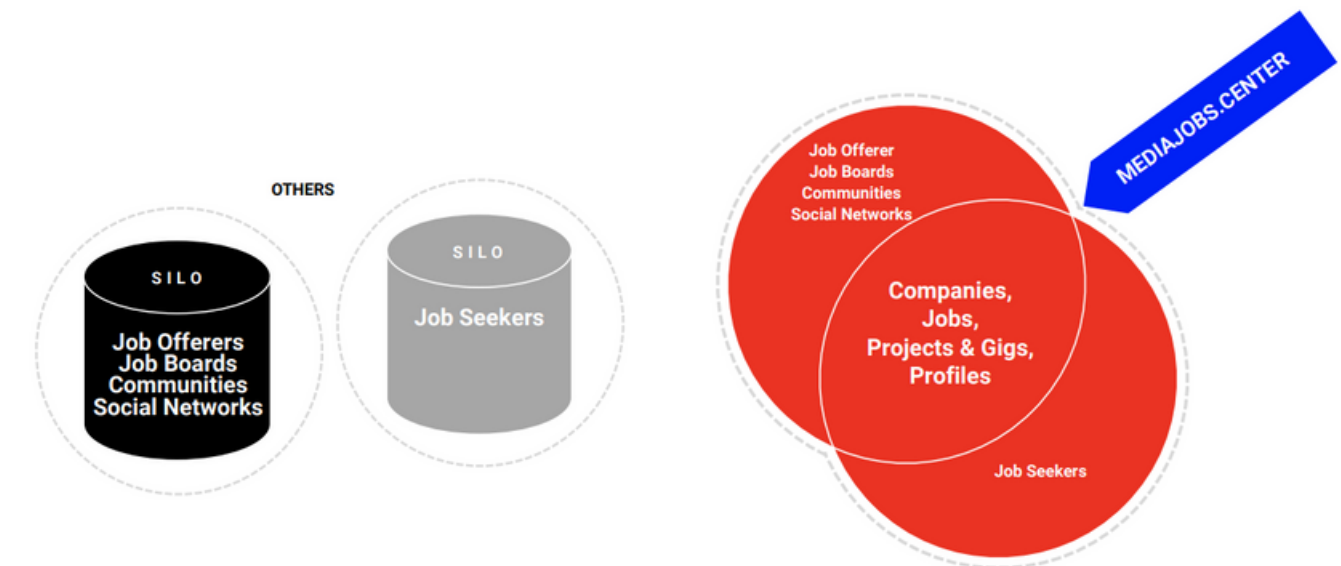 OTHERS
SILO
Job Offerers
Job Boards
Communities
Social Networks
SILO
Job Seekers
Job Offerer
Job Boards
Communities
Social Networks
Companies,
Jobs,
Projects & Gigs,
Profiles
Job Seekers
MEDIAJOBS.CENTER